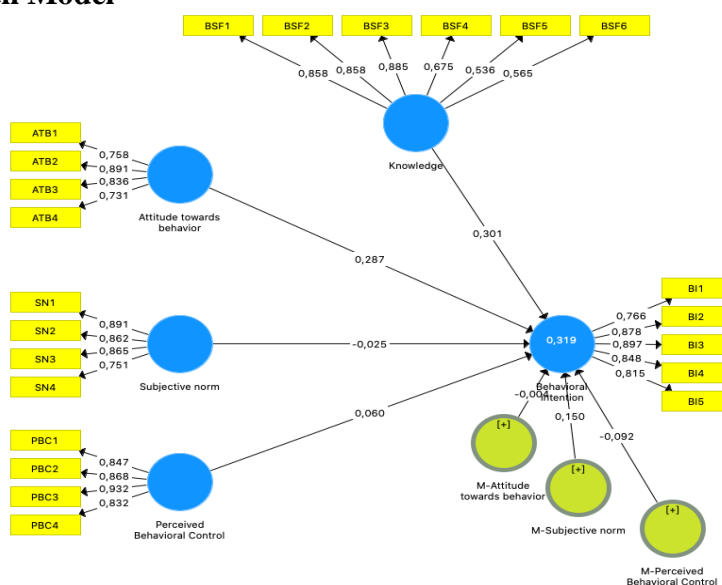 BSF1 BSF2 BSF3 BSF4 BSF5 BSF6
0,858 0,858 0,885 0,675 0,536 0,565
Knowledge
0,301
ATB1
ATB2
ATB3
ATB4
0,758
0,891
0,836
0,731
Attitude towards
behavior
0,287
SN1
SN2
SN3
SN4
0,891
0,862
0,865
0,751
Subjective norm
-0,025
PBC1
PBC2
PBC3
PBC4
0,847
0,868
0,932
0,832
Perceived
Behavioral Control
0,060
0,319
Behavioral
Intention
BI1
BI2
BI3
BI4
BI5
0,766
0,878
0,897
0,848
0,815
-0,004
0,150
-0,092
[+]
M-Attitude
towards behavior
[+]
M-Subjective norm
[+]
M-Perceived
Behavioral Control